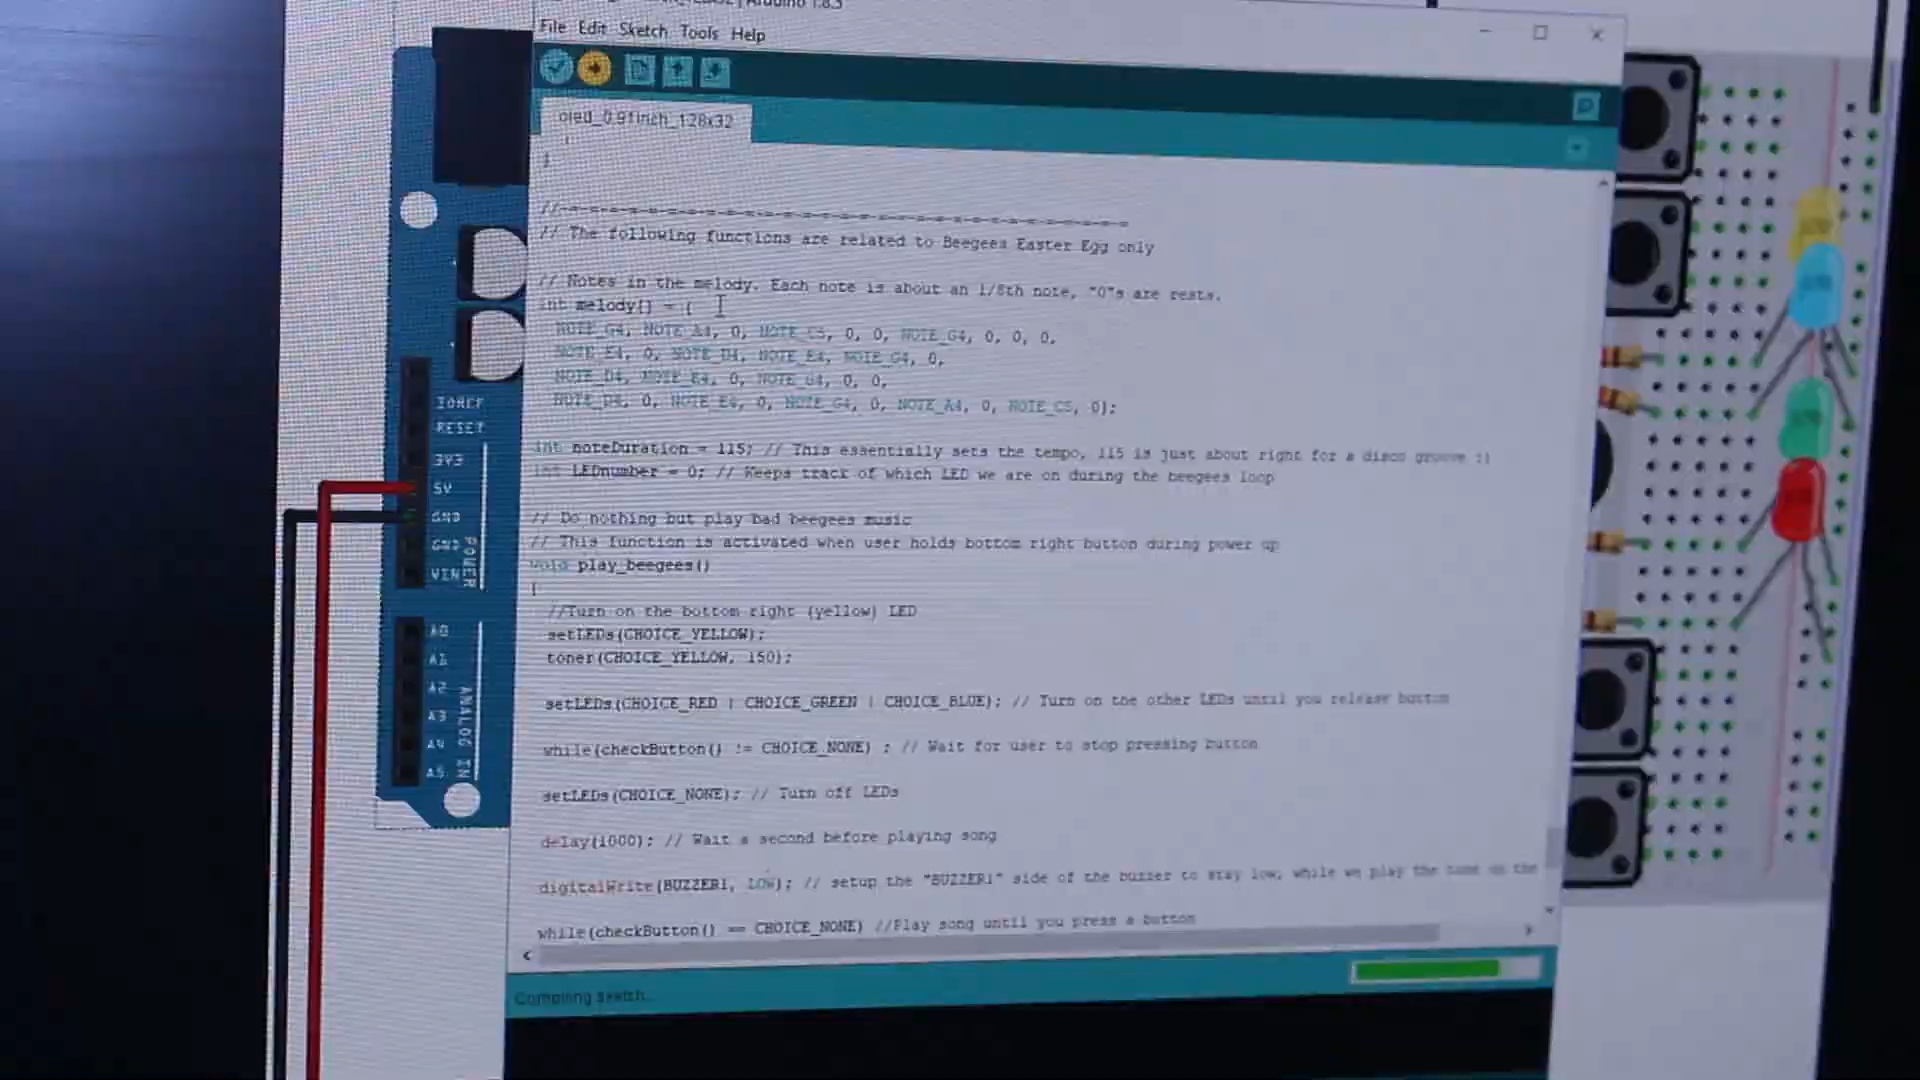 Arduino 1.8.5
File Edit Sketch Tools Help
oled_0.91inch_128x32
}
//-=-=-=-=-=-=-=-=-=-=-=-=-=-=-=-=-=-=-=-=-=-=-=-=-=-=-=-=-=-=
// The following functions are related to Beegees Easter Egg only
// Notes in the melody. Each note is about an 1/8th note, "0"s are rests.
int melody[] = {
NOTE_G4, NOTE_A4, 0, NOTE_C5, 0, 0, NOTE_G4, 0, 0, 0,
NOTE_E4, 0, NOTE_D4, NOTE_E4, NOTE_G4, 0,
NOTE_D4, NOTE_E4, 0, NOTE_G4, 0, 0,
NOTE_D4, 0, NOTE_E4, 0, NOTE_G4, 0, NOTE_A4, 0, NOTE_C5, 0};
int noteDuration = 115; // This essentially sets the tempo, 115 is just about right for a disco groove :)
int LEDnumber = 0; // Keeps track of which LED we are on during the beegees loop
// Do nothing but play bad beegees music
// This function is activated when user holds bottom right button during power up
void play_beegees()
{
//Turn on the bottom right (yellow) LED
setLEDs(CHOICE_YELLOW);
toner(CHOICE_YELLOW, 150);
setLEDs(CHOICE_RED | CHOICE_GREEN | CHOICE_BLUE); // Turn on the other LEDs until you release button
while(checkButton() != CHOICE_NONE) ; // Wait for user to stop pressing button
setLEDs(CHOICE_NONE); // Turn off LEDs
delay(1000); // Wait a second before playing song
digitalWrite(BUZZER1, LOW); // setup the "BUZZER1" side of the buzzer to stay low, while we play the tone on the
while(checkButton() == CHOICE_NONE) //Play song until you press a button
Compiling sketch...
IOREF
RESET
3V3
5V
GND
GND
VIN
POWER
A0
A1
A2
A3
A4
A5
ANALOG IN